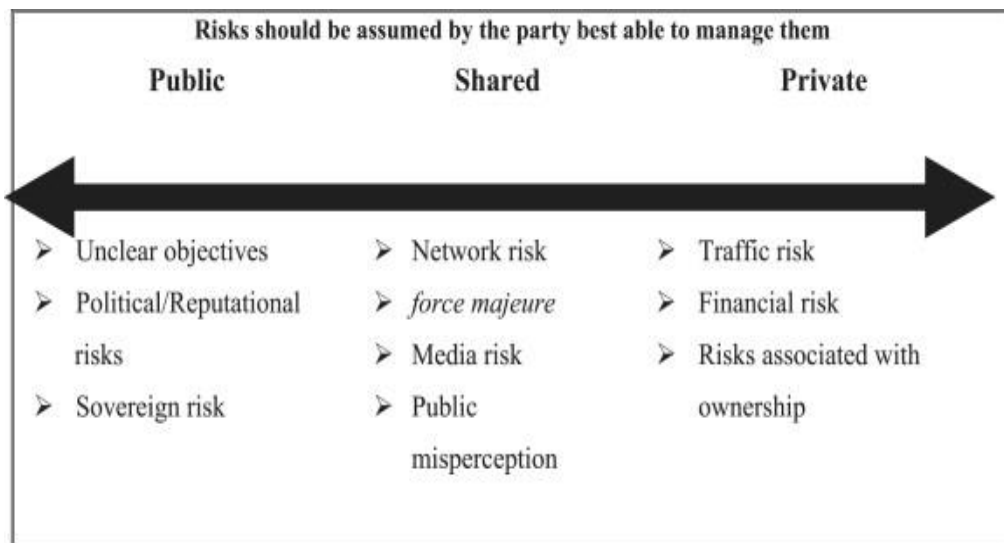 Risks should be assumed by the party best able to manage them
Public
Shared
Private
➢ Unclear objectives
➢ Political/Reputational
risks
➢ Sovereign risk
➢ Network risk
➢ force majeure
➢ Media risk
➢ Public
misperception
➢ Traffic risk
➢ Financial risk
➢ Risks associated with
ownership